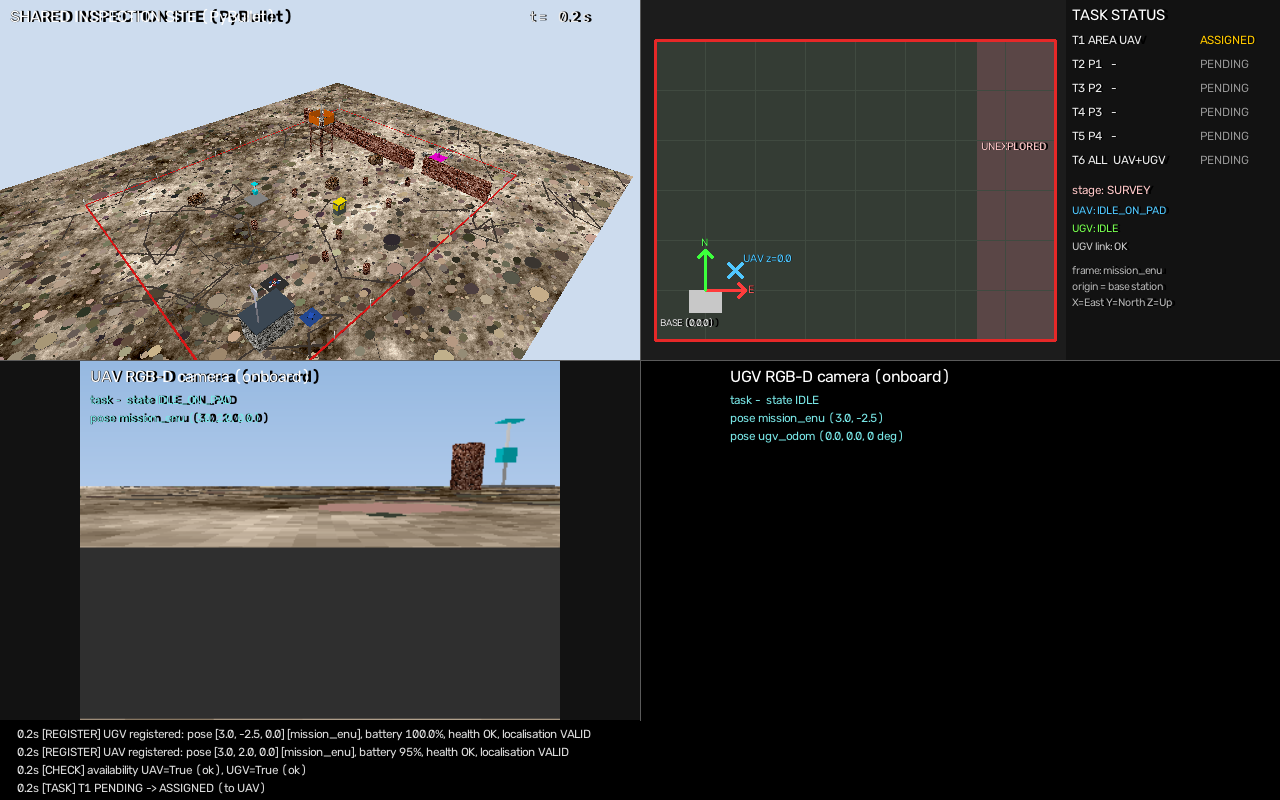 SHARED INSPECTION SITE (PyBullet)
t= 0.2 s
UNEXPLORED
N
UAV z=0.0
E
BASE (0,0,0)
TASK STATUS
T1 AREA UAV ASSIGNED
T2 P1 - PENDING
T3 P2 - PENDING
T4 P3 - PENDING
T5 P4 - PENDING
T6 ALL UAV+UGV PENDING
stage: SURVEY
UAV: IDLE_ON_PAD
UGV: IDLE
UGV link: OK
frame: mission_enu
origin = base station
X=East Y=North Z=Up
UAV RGB-D camera (onboard)
task - state IDLE_ON_PAD
pose mission_enu (3.0, 2.0, 0.0)
UGV RGB-D camera (onboard)
task - state IDLE
pose mission_enu (3.0, -2.5)
pose ugv_odom (0.0, 0.0, 0 deg)
0.2s [REGISTER] UGV registered: pose [3.0, -2.5, 0.0] [mission_enu], battery 100.0%, health OK, localisation VALID
0.2s [REGISTER] UAV registered: pose [3.0, 2.0, 0.0] [mission_enu], battery 95%, health OK, localisation VALID
0.2s [CHECK] availability UAV=True (ok), UGV=True (ok)
0.2s [TASK] T1 PENDING -> ASSIGNED (to UAV)